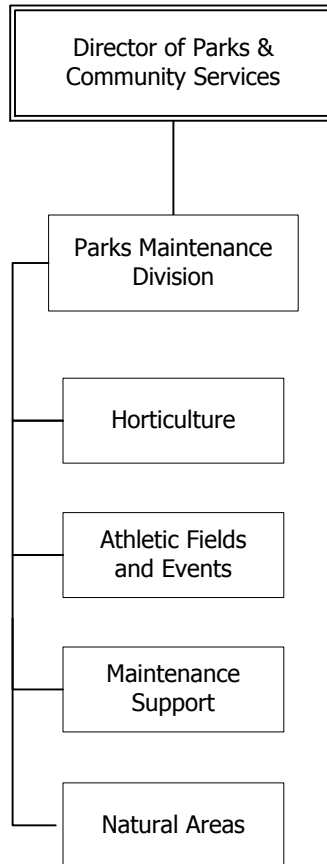 Director of Parks &
Community Services
Parks Maintenance
Division
Horticulture
Athletic Fields
and Events
Maintenance
Support
Natural Areas